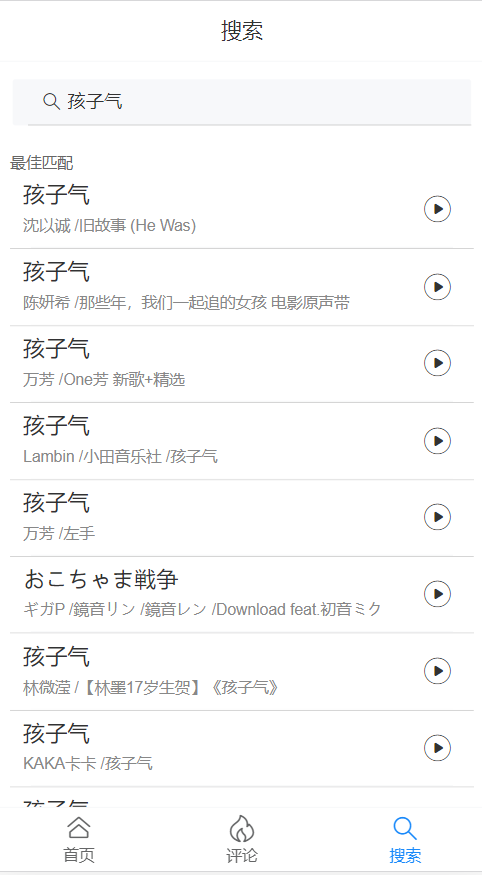 搜索
孩子气
最佳匹配
孩子气
沈以诚 /旧故事 (He Was)
孩子气
陈妍希 /那些年，我们一起追的女孩 电影原声带
孩子气
万芳 /One芳 新歌+精选
孩子气
Lambin /小田音乐社 /孩子气
孩子气
万芳 /左手
おこちゃま戦争
ギガP /鏡音リン /鏡音レン /Download feat.初音ミク
孩子气
林微滢 /【林墨17岁生贺】《孩子气》
孩子气
KAKA卡卡 /孩子气
孩子气
首页
评论
搜索